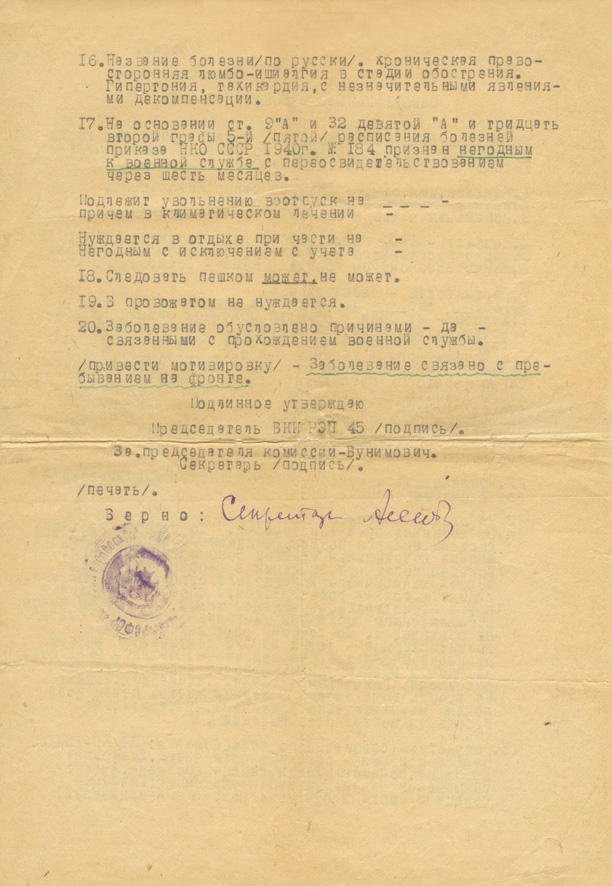 16.Название болезни/по русски/. хроническая право-
сторонняя люмбо-ишиалгия в стадии обострения.
Гипертония, тахикардия,с незначительными явлени-
ями декомпенсации.
17.На основании ст. 9"А" и 32 девятой "А" и тридцать
второй графы 5-й /пятой/ расписания болезней
приказа НКО СССР 1940г. № 184 признан негодным
к военной службе с переосвидетельствованием
через шесть месяцев.
Подлежит увольнению вротпуск на _ _ _ -
причем в климатическом лечении -
Нуждается в отдыхе при части на -
Негодным с исключением с учета -
18.Следовать пешком может,не может.
19.В провожатом не нуждается.
20.Заболевание обусловлено причинами - да -
связанными с прохождением военной службы.
/привести мотивировку/ - Заболевание связано с пре-
быванием на фронте.
Подлинное утверждаю
Председатель ВКК РЭП 45 /подпись/.
За.председателя комиссии-Бунимович.
Секретарь /подпись/.
/печать/.
Верно: Секретарь